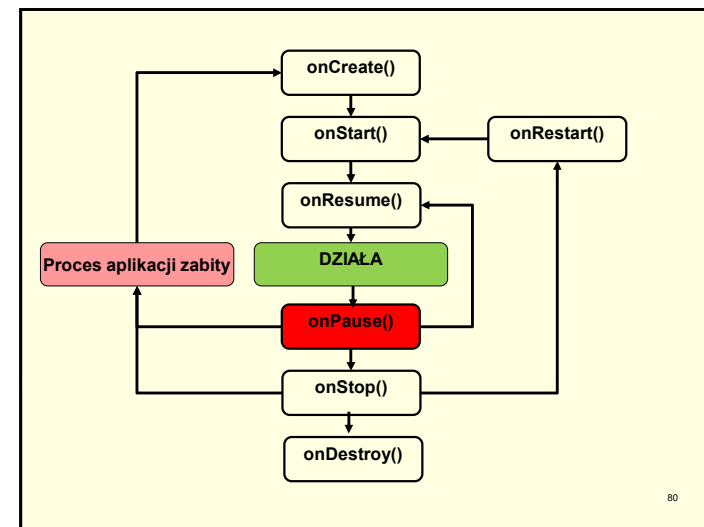 onCreate()
onStart()
onRestart()
onResume()
Proces aplikacji zabity
DZIAŁA
onPause()
onStop()
onDestroy()
80